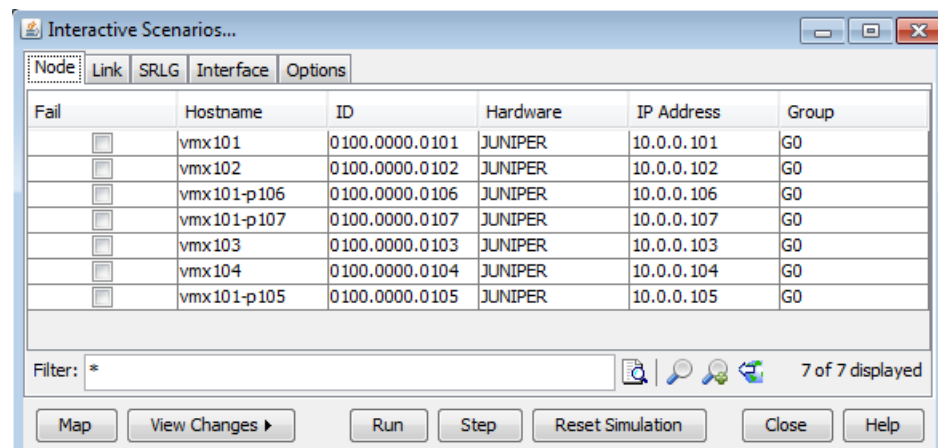 Interactive Scenarios...
Node Link SRLG Interface Options
Fail Hostname ID Hardware IP Address Group
vmx101 0100.0000.0101 JUNIPER 10.0.0.101 G0
vmx102 0100.0000.0102 JUNIPER 10.0.0.102 G0
vmx101-p106 0100.0000.0106 JUNIPER 10.0.0.106 G0
vmx101-p107 0100.0000.0107 JUNIPER 10.0.0.107 G0
vmx103 0100.0000.0103 JUNIPER 10.0.0.103 G0
vmx104 0100.0000.0104 JUNIPER 10.0.0.104 G0
vmx101-p105 0100.0000.0105 JUNIPER 10.0.0.105 G0
Filter: * 7 of 7 displayed
Map View Changes Run Step Reset Simulation Close Help